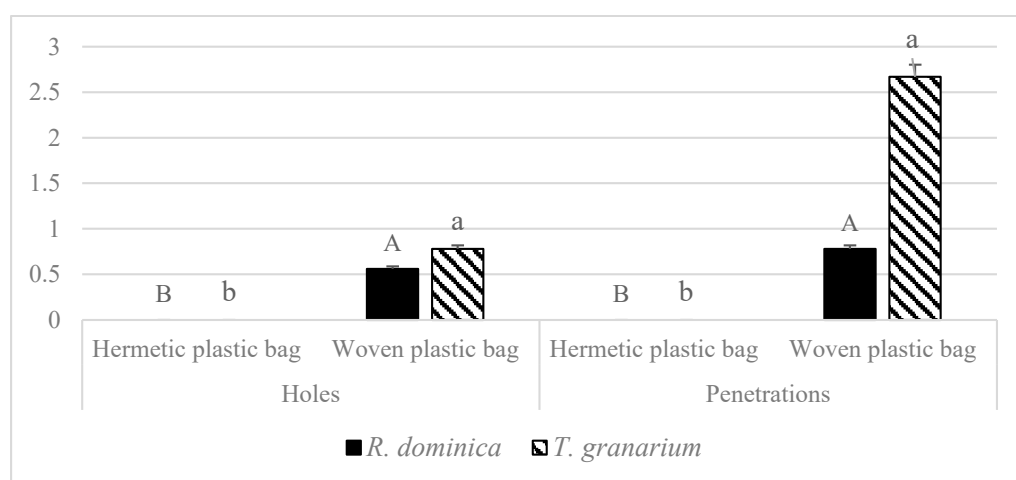 3
2.5
2
1.5
1
0.5
0
a
A
a
A
B
b
B
b
Hermetic plastic bag Woven plastic bag Hermetic plastic bag Woven plastic bag
Holes Penetrations
R. dominica T. granarium